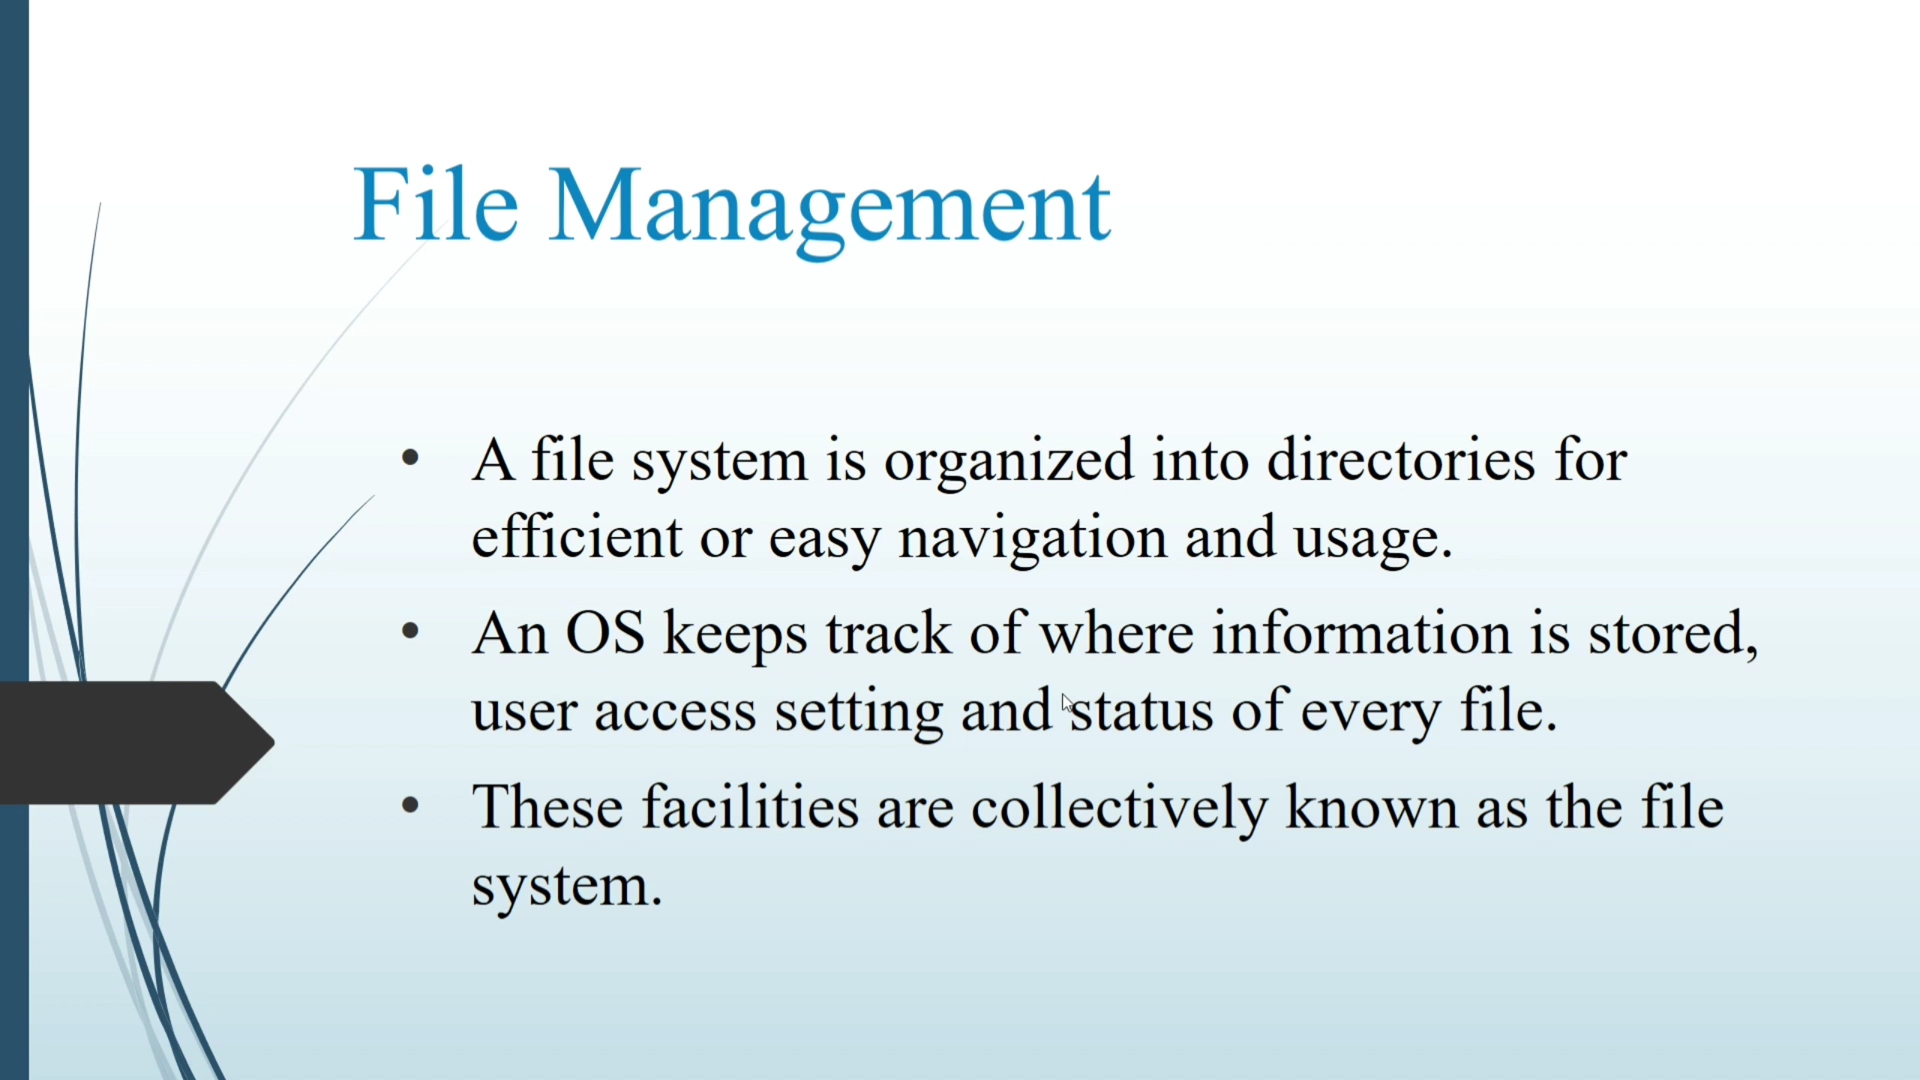 File Management
• A file system is organized into directories for
efficient or easy navigation and usage.
• An OS keeps track of where information is stored,
user access setting and status of every file.
• These facilities are collectively known as the file
system.